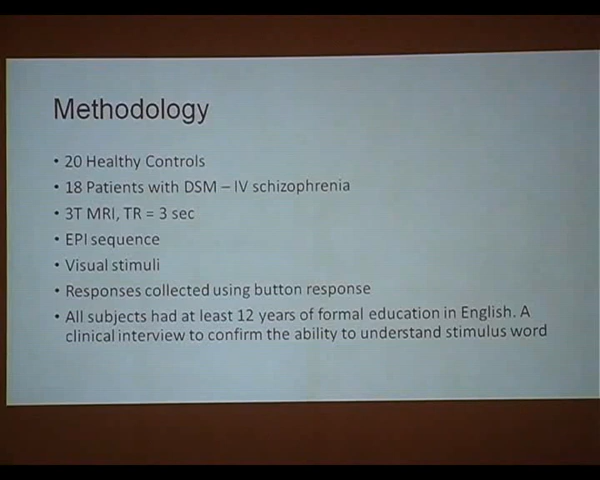 Methodology
• 20 Healthy Controls
• 18 Patients with DSM – IV schizophrenia
• 3T MRI, TR = 3 sec
• EPI sequence
• Visual stimuli
• Responses collected using button response
• All subjects had at least 12 years of formal education in English. A
clinical interview to confirm the ability to understand stimulus word